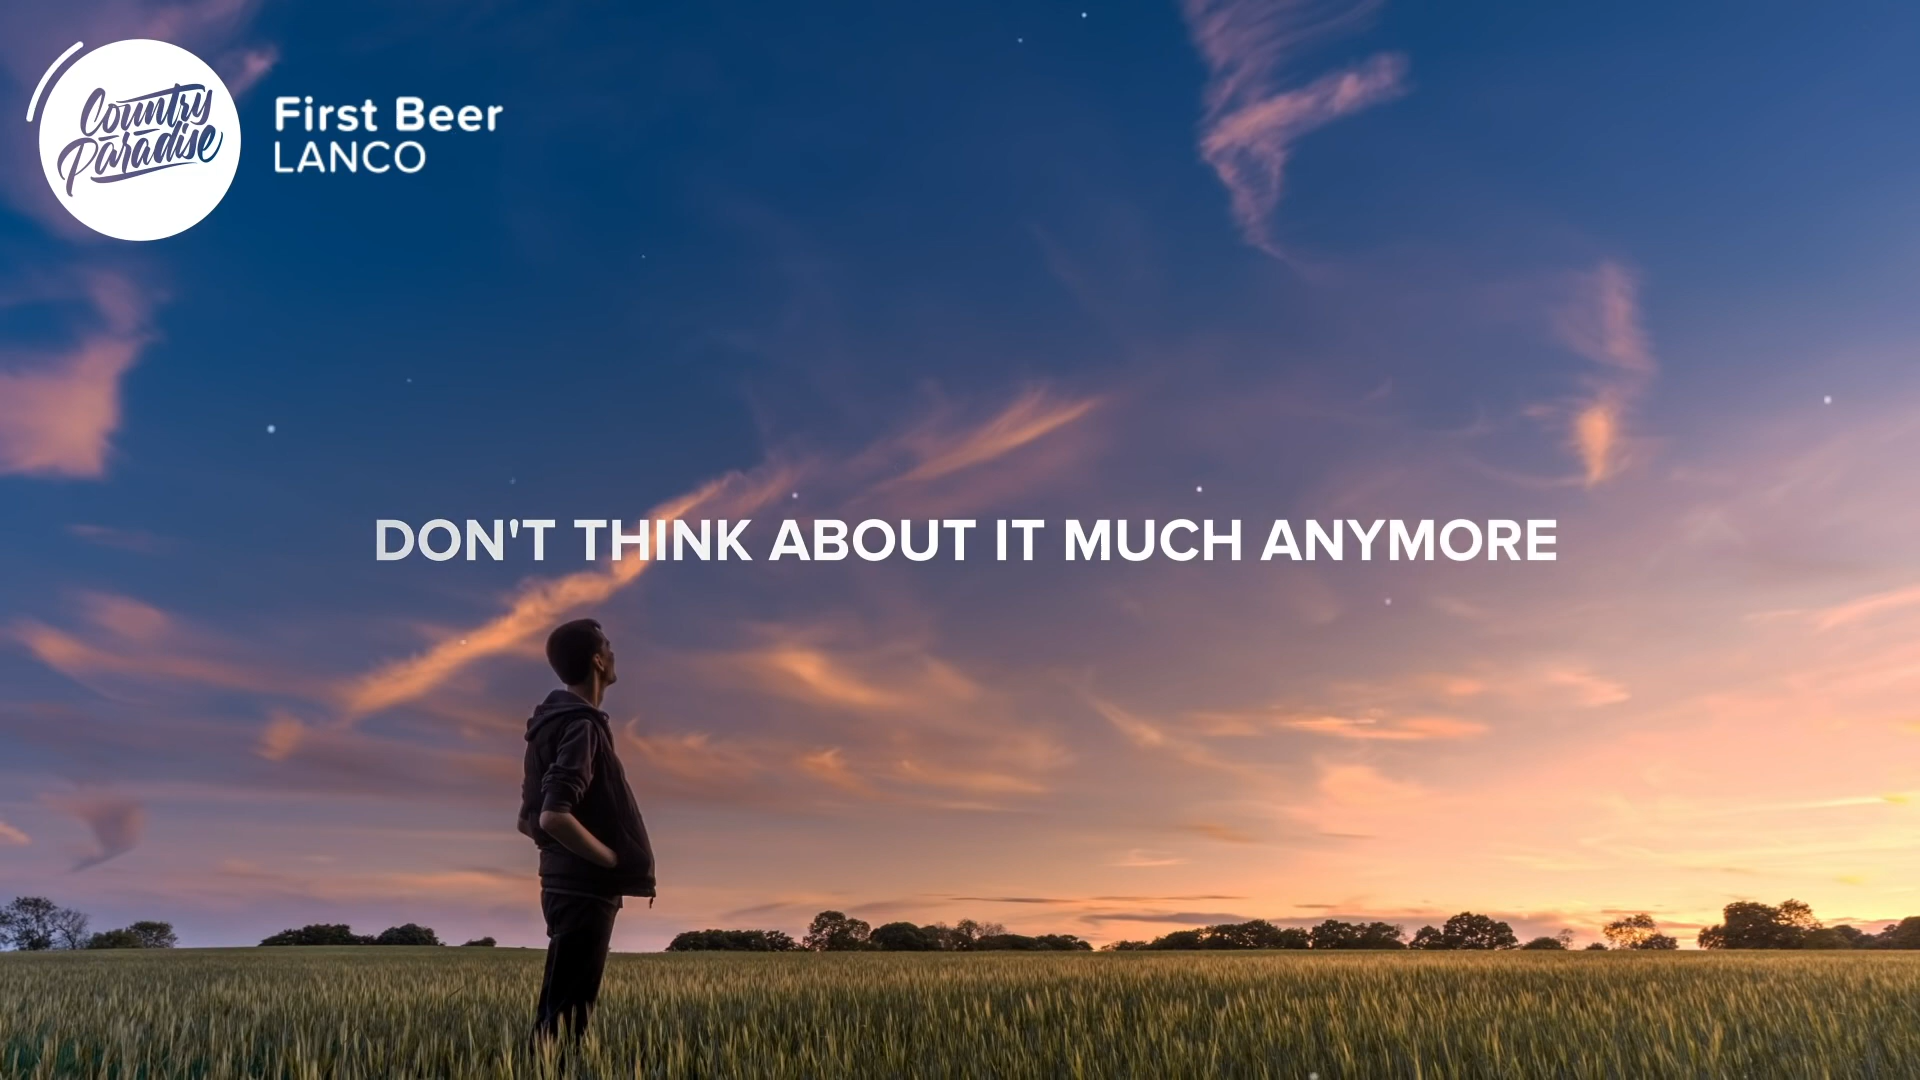 Country
Paradise
First Beer
LANCO
DON'T THINK ABOUT IT MUCH ANYMORE